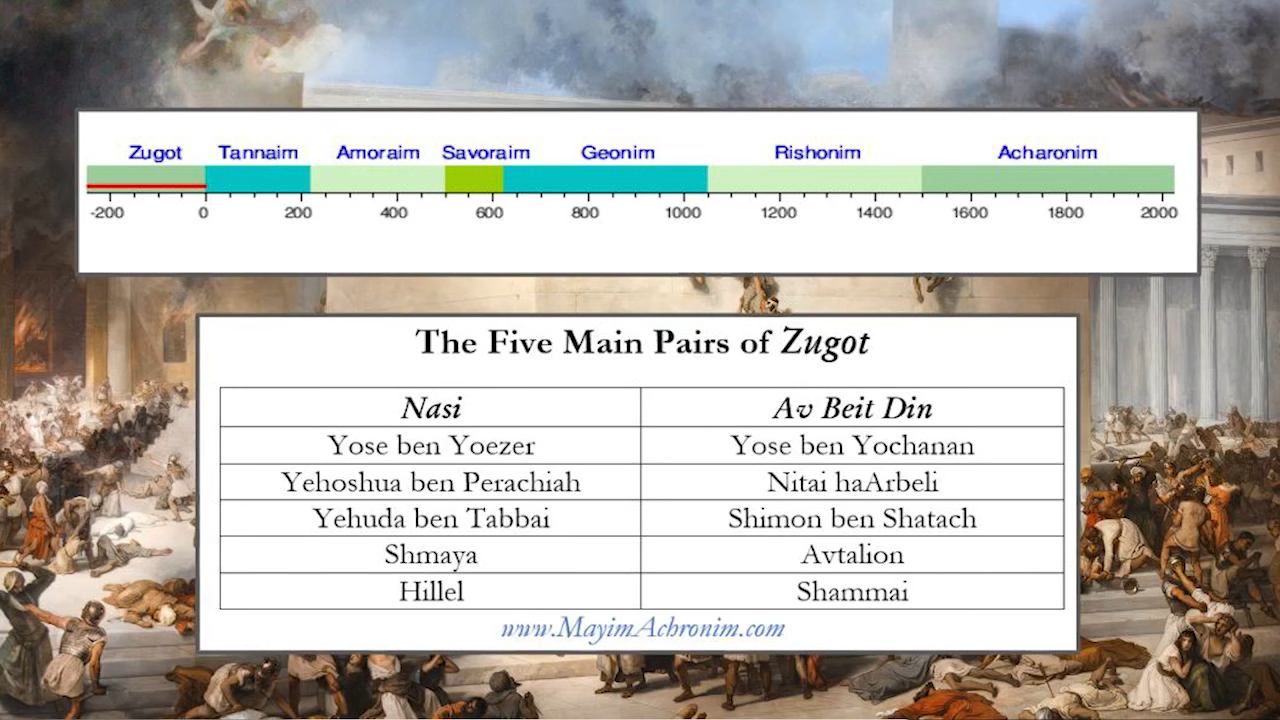 Zugot Tannaim Amoraim Savoraim Geonim Rishonim Acharonim
-200 0 200 400 600 800 1000 1200 1400 1600 1800 2000
The Five Main Pairs of Zugot
Nasi Av Beit Din
Yose ben Yoezer Yose ben Yochanan
Yehoshua ben Perachiah Nitai haArbeli
Yehuda ben Tabbai Shimon ben Shatach
Shmaya Avtalion
Hillel Shammai
www.MayimAchronim.com